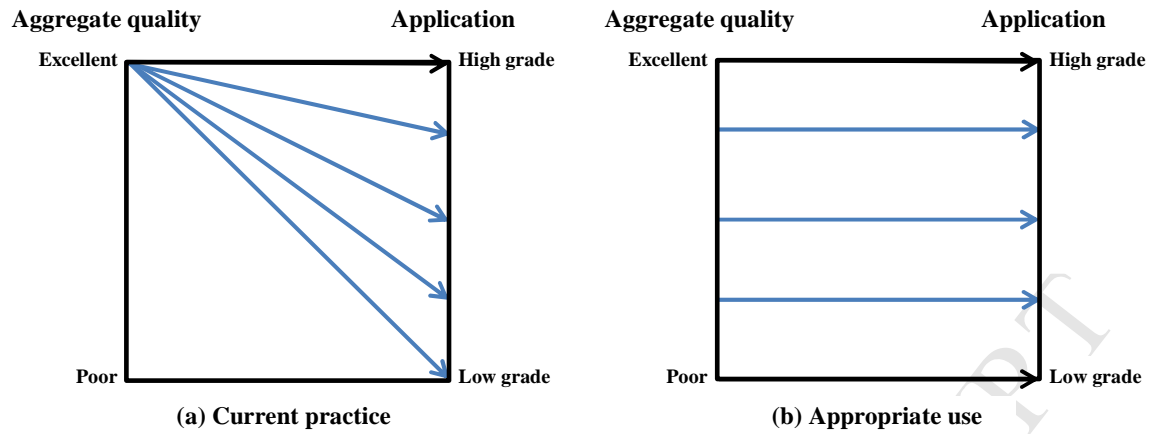 Aggregate quality Application Aggregate quality Application
Excellent High grade Excellent High grade
Poor Low grade Poor Low grade
(a) Current practice (b) Appropriate use
PT